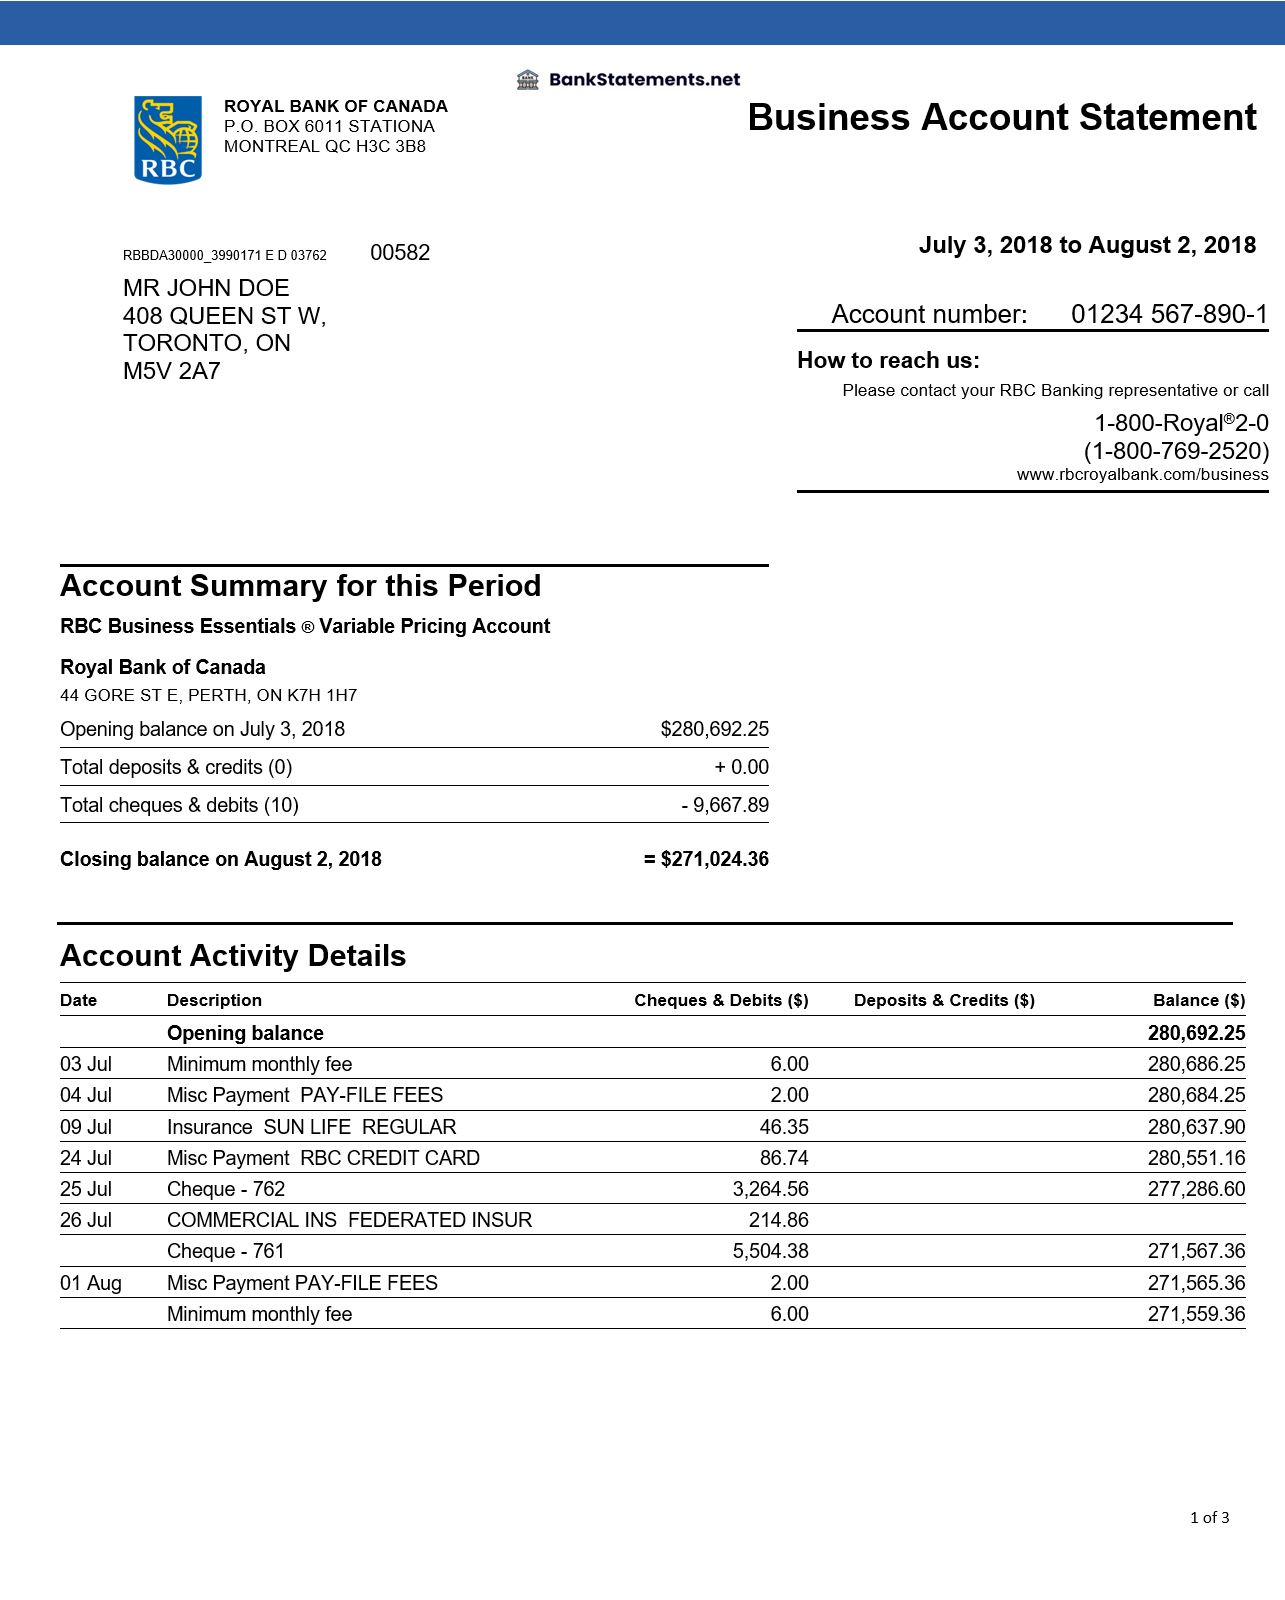 BankStatements.net
RBC
ROYAL BANK OF CANADA
P.O. BOX 6011 STATIONA
MONTREAL QC H3C 3B8
Business Account Statement
RBBDA30000_3990171 E D 03762 00582
MR JOHN DOE
408 QUEEN ST W,
TORONTO, ON
M5V 2A7
July 3, 2018 to August 2, 2018
Account number: 01234 567-890-1
How to reach us:
Please contact your RBC Banking representative or call
1-800-Royal®2-0
(1-800-769-2520)
www.rbcroyalbank.com/business
Account Summary for this Period
RBC Business Essentials ® Variable Pricing Account
Royal Bank of Canada
44 GORE ST E, PERTH, ON K7H 1H7
Opening balance on July 3, 2018 $280,692.25
Total deposits & credits (0) + 0.00
Total cheques & debits (10) - 9,667.89
Closing balance on August 2, 2018 = $271,024.36
Account Activity Details
Date Description Cheques & Debits ($) Deposits & Credits ($) Balance ($)
Opening balance 280,692.25
03 Jul Minimum monthly fee 6.00 280,686.25
04 Jul Misc Payment PAY-FILE FEES 2.00 280,684.25
09 Jul Insurance SUN LIFE REGULAR 46.35 280,637.90
24 Jul Misc Payment RBC CREDIT CARD 86.74 280,551.16
25 Jul Cheque - 762 3,264.56 277,286.60
26 Jul COMMERCIAL INS FEDERATED INSUR 214.86
Cheque - 761 5,504.38 271,567.36
01 Aug Misc Payment PAY-FILE FEES 2.00 271,565.36
Minimum monthly fee 6.00 271,559.36
1 of 3